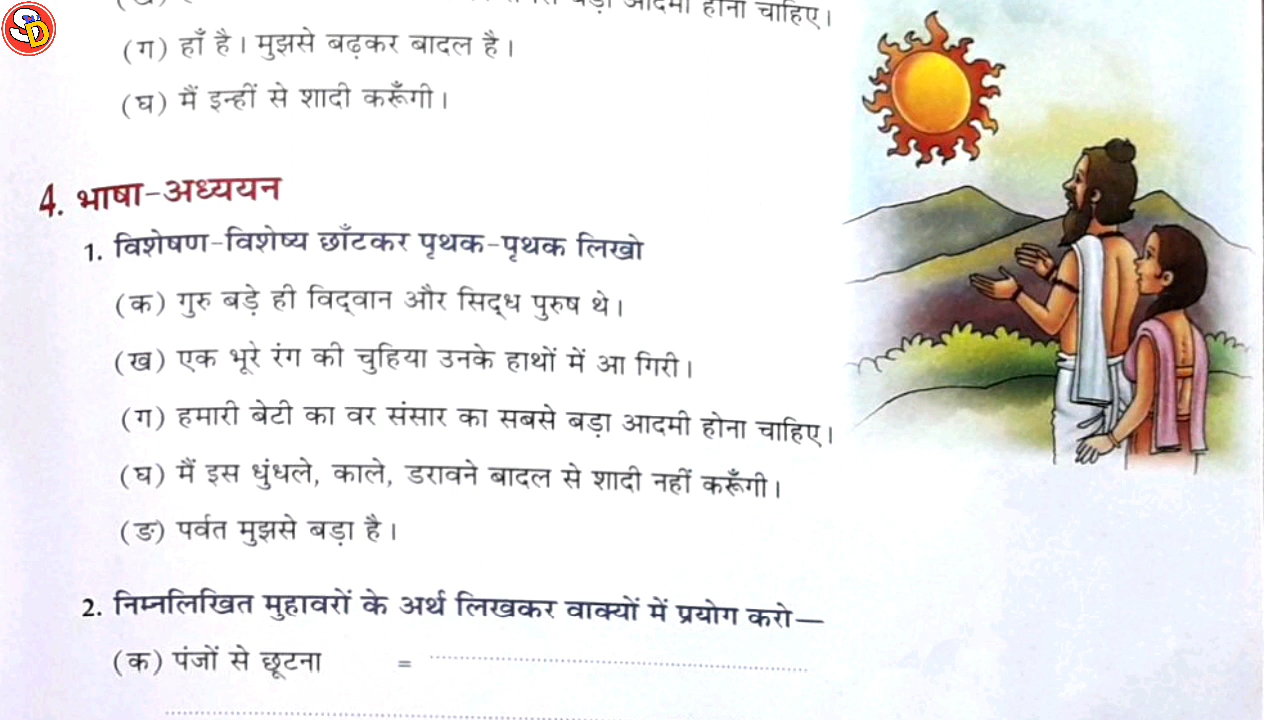 बड़ा आदमी होना चाहिए।
(ग) हाँ है। मुझसे बढ़कर बादल है।
(घ) मैं इन्हीं से शादी करूँगी।
4. भाषा-अध्ययन
1. विशेषण-विशेष्य छाँटकर पृथक-पृथक लिखो
(क) गुरु बड़े ही विद्‌वान और सिद्‌ध पुरुष थे।
(ख) एक भूरे रंग की चुहिया उनके हाथों में आ गिरी।
(ग) हमारी बेटी का वर संसार का सबसे बड़ा आदमी होना चाहिए।
(घ) मैं इस धुंधले, काले, डरावने बादल से शादी नहीं करूँगी।
(ङ) पर्वत मुझसे बड़ा है।
2. निम्नलिखित मुहावरों के अर्थ लिखकर वाक्यों में प्रयोग करो—
(क) पंजों से छूटना =